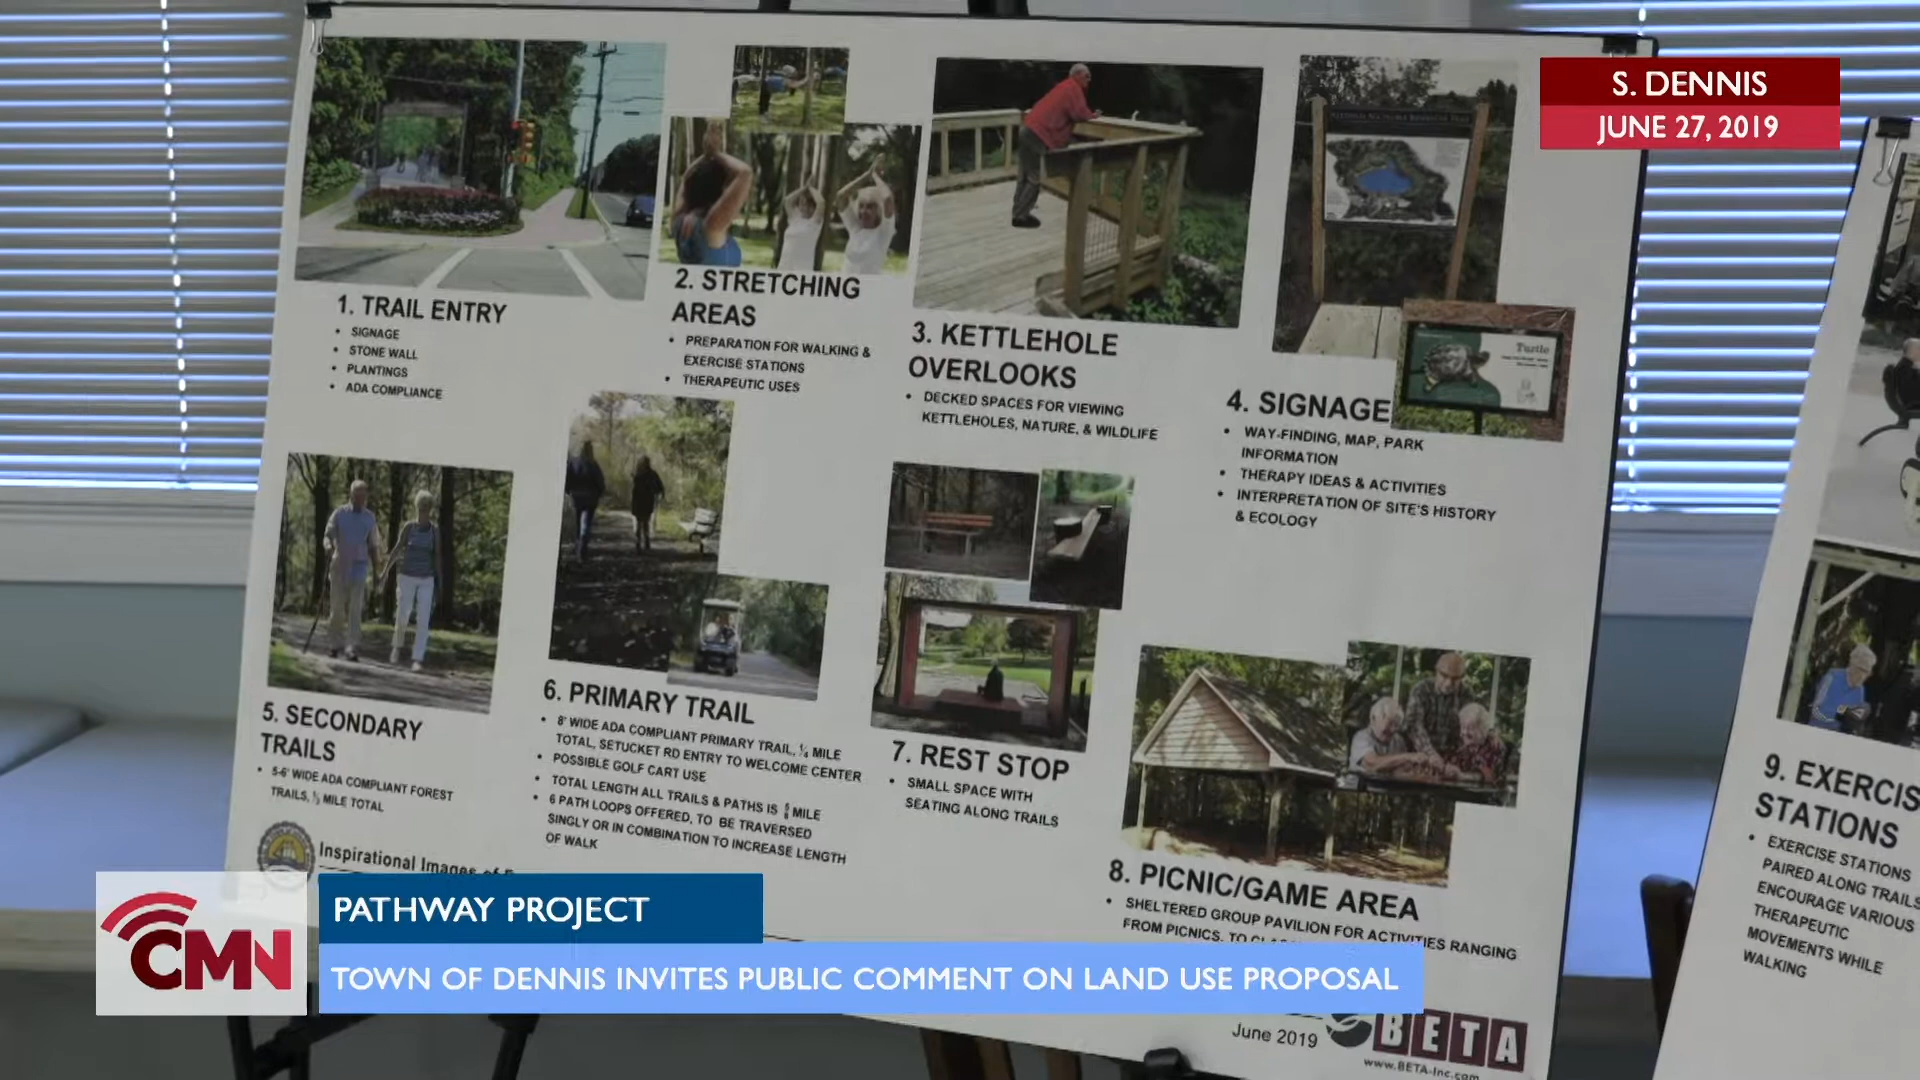 S. DENNIS
JUNE 27, 2019
1. TRAIL ENTRY
• SIGNAGE
• STONE WALL
• PLANTINGS
• ADA COMPLIANCE
2. STRETCHING
AREAS
• PREPARATION FOR WALKING &
EXERCISE STATIONS
• THERAPEUTIC USES
3. KETTLEHOLE
OVERLOOKS
• DECKED SPACES FOR VIEWING
KETTLEHOLES, NATURE, & WILDLIFE
Turtle
4. SIGNAGE
• WAY-FINDING, MAP, PARK
INFORMATION
• THERAPY IDEAS & ACTIVITIES
• INTERPRETATION OF SITE'S HISTORY
& ECOLOGY
5. SECONDARY
TRAILS
• 5-6' WIDE ADA COMPLIANT FOREST
TRAILS, ½ MILE TOTAL
6. PRIMARY TRAIL
• 8' WIDE ADA COMPLIANT PRIMARY TRAIL, ¼ MILE
TOTAL, SETUCKET RD ENTRY TO WELCOME CENTER
• POSSIBLE GOLF CART USE
• TOTAL LENGTH ALL TRAILS & PATHS IS MILE
• 6 PATH LOOPS OFFERED, TO BE TRAVERSED
SINGLY OR IN COMBINATION TO INCREASE LENGTH
OF WALK
7. REST STOP
• SMALL SPACE WITH
SEATING ALONG TRAILS
8. PICNIC/GAME AREA
• SHELTERED GROUP PAVILION FOR ACTIVITIES RANGING
FROM PICNICS, TO
9. EXERCIS
STATIONS
• EXERCISE STATIONS
PAIRED ALONG TRAILS
ENCOURAGE VARIOUS
THERAPEUTIC
MOVEMENTS WHILE
WALKING
Inspirational Images of
CMN
PATHWAY PROJECT
TOWN OF DENNIS INVITES PUBLIC COMMENT ON LAND USE PROPOSAL
June 2019
BETA
www.BETA-Inc.com